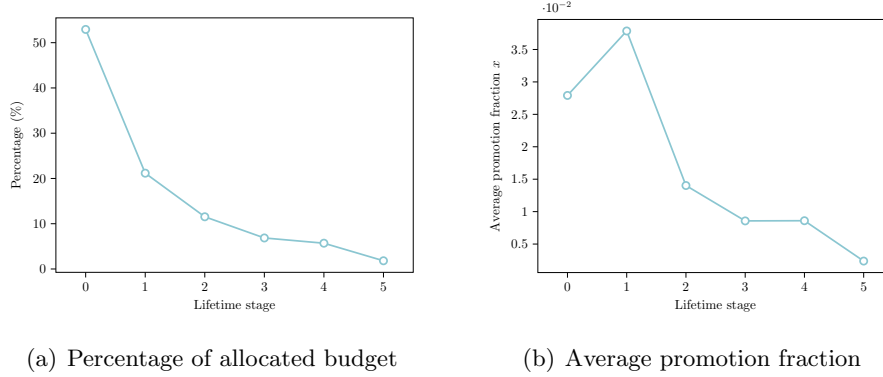 50
40
30
20
10
0
Percentage (%)
0 1 2 3 4 5
Lifetime stage
(a) Percentage of allocated budget
·10⁻²
3.5
3
2.5
2
1.5
1
0.5
Average promotion fraction x
0 1 2 3 4 5
Lifetime stage
(b) Average promotion fraction